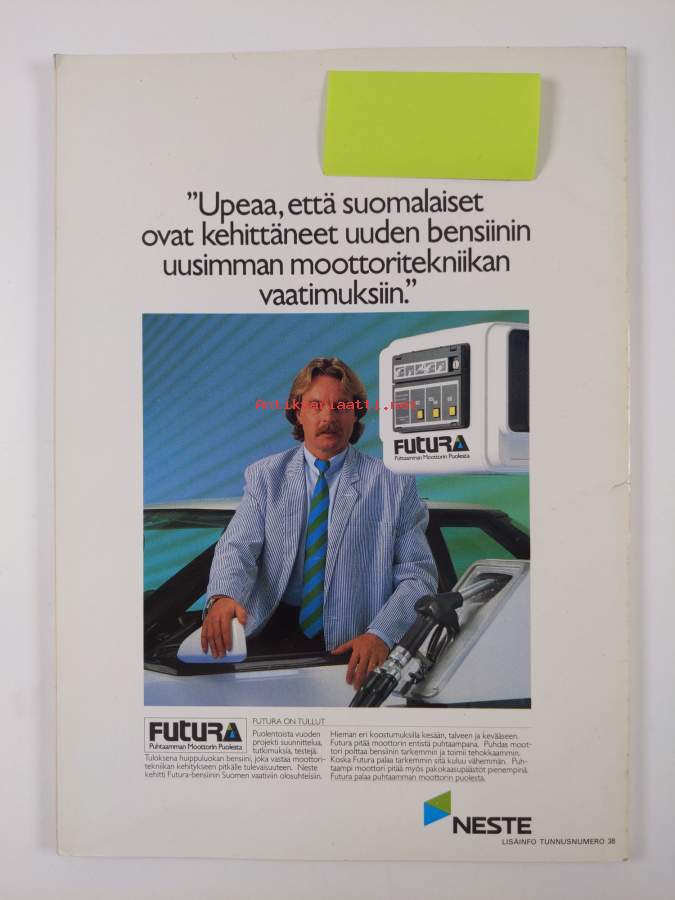 ”Upeaa, että suomalaiset
ovat kehittäneet uuden bensiinin
uusimman moottoritekniikan
vaatimuksiin.”
Antikvariaatti.net
FUTURA
Puhtaamman Moottorin Puolesta
FUTURA
Puhtaamman Moottorin Puolesta
FUTURA ON TULLUT
Puolentoista vuoden
projekti suunnittelua,
tutkimuksia, testejä.
Tuloksena huippuluokan bensiini, joka vastaa moottori-
tekniikan kehitykseen pitkälle tulevaisuuteen. Neste
kehitti Futura-bensiinin Suomen vaativiin olosuhteisiin.
Hieman eri koostumuksilla kesään, talveen ja kevääseen.
Futura pitää moottorin entistä puhtaampana. Puhdas moot-
tori polttaa bensiinin tarkemmin ja toimii tehokkaammin.
Koska Futura palaa tarkemmin sitä kuluu vähemmän. Puh-
taampi moottori pitää myös pakokaasupäästöt pienempinä.
Futura palaa puhtaamman moottorin puolesta.
NESTE
LISÄINFO TUNNUSNUMERO 38